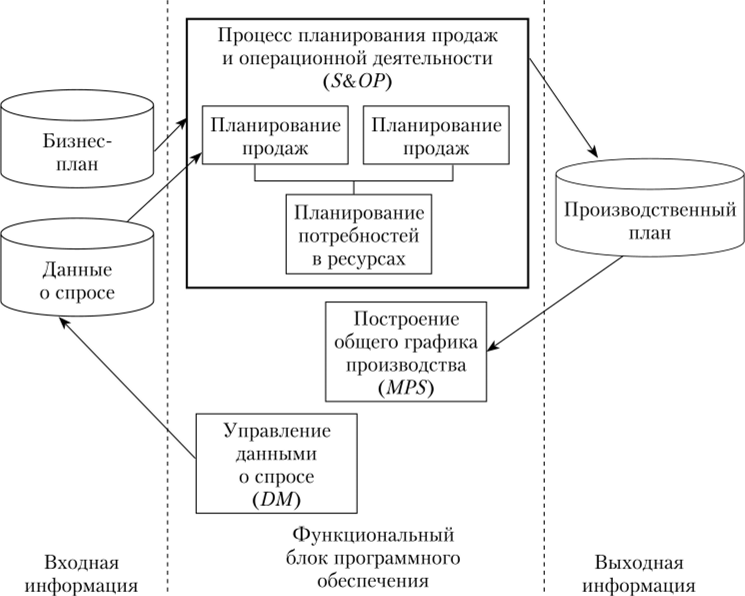 Процесс планирования продаж
и операционной деятельности
(S&OP)
Бизнес-
план
Планирование
продаж
Планирование
продаж
Планирование
потребностей
в ресурсах
Данные
о спросе
Производственный
план
Построение
общего графика
производства
(MPS)
Управление
данными
о спросе
(DM)
Входная
информация
Функциональный
блок программного
обеспечения
Выходная
информация